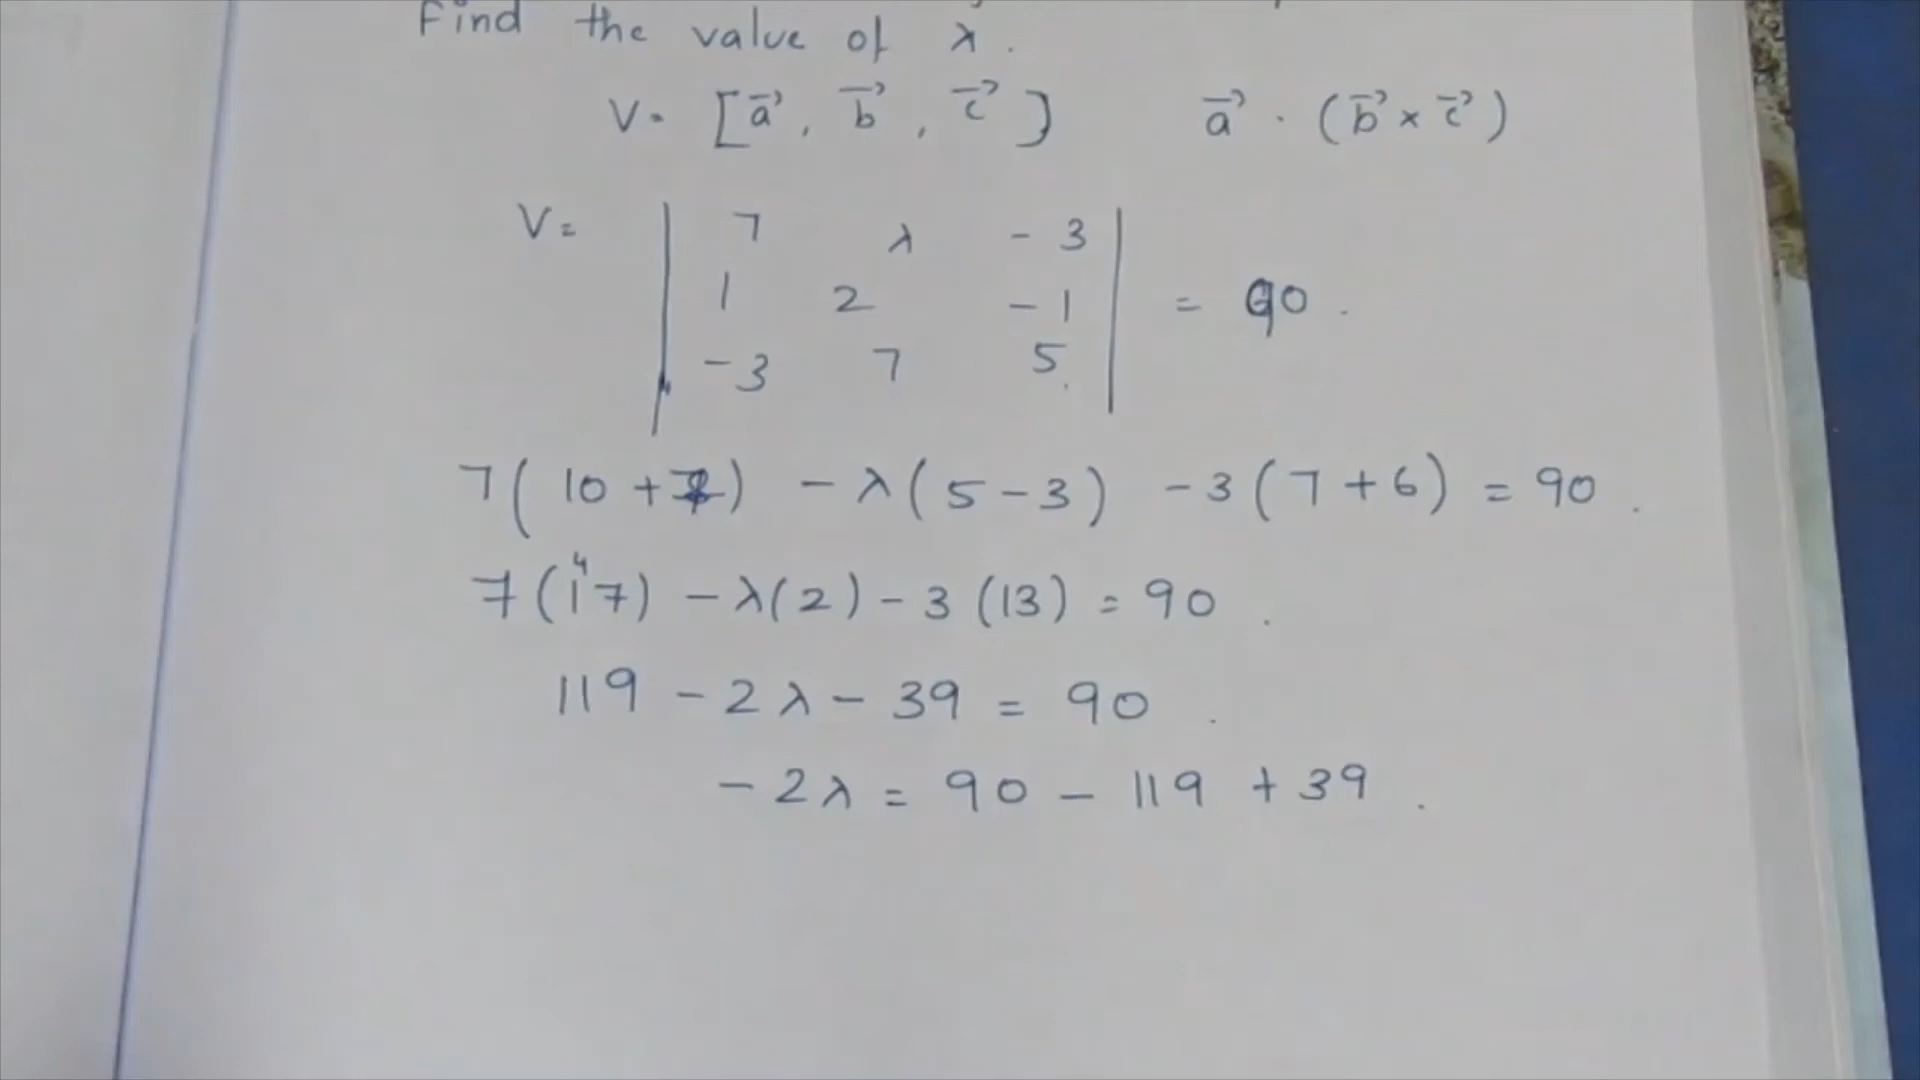 Find the value of λ.
V = [a⃗, b⃗, c⃗] a⃗ · (b⃗ × c⃗)
V = | 7 λ -3 |
| 1 2 -1 | = 90.
| -3 7 5 |
7(10+7) - λ(5-3) - 3(7+6) = 90.
7(17) - λ(2) - 3(13) = 90.
119 - 2λ - 39 = 90.
-2λ = 90 - 119 + 39.